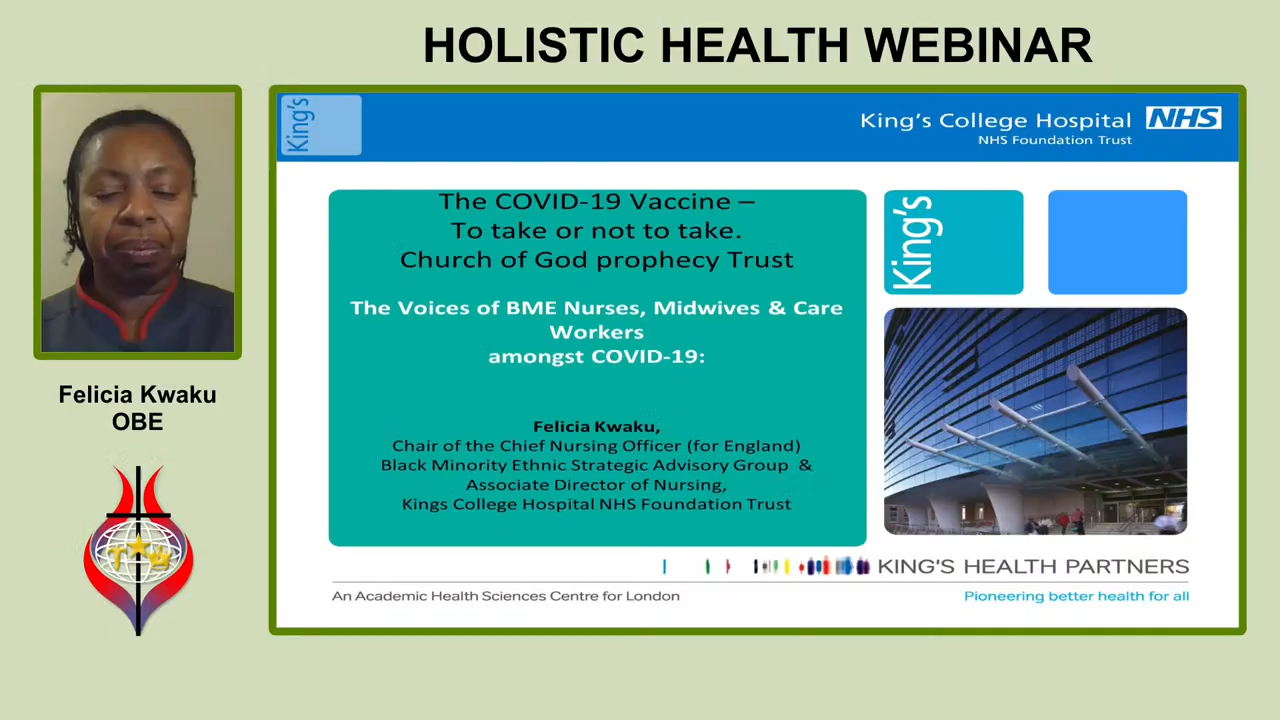 HOLISTIC HEALTH WEBINAR
King's
King's College Hospital NHS
NHS Foundation Trust
The COVID-19 Vaccine –
To take or not to take.
Church of God prophecy Trust
The Voices of BME Nurses, Midwives & Care
Workers
amongst COVID-19:
Felicia Kwaku,
Chair of the Chief Nursing Officer (for England)
Black Minority Ethnic Strategic Advisory Group &
Associate Director of Nursing,
Kings College Hospital NHS Foundation Trust
King's
Felicia Kwaku
OBE
KING'S HEALTH PARTNERS
An Academic Health Sciences Centre for London
Pioneering better health for all